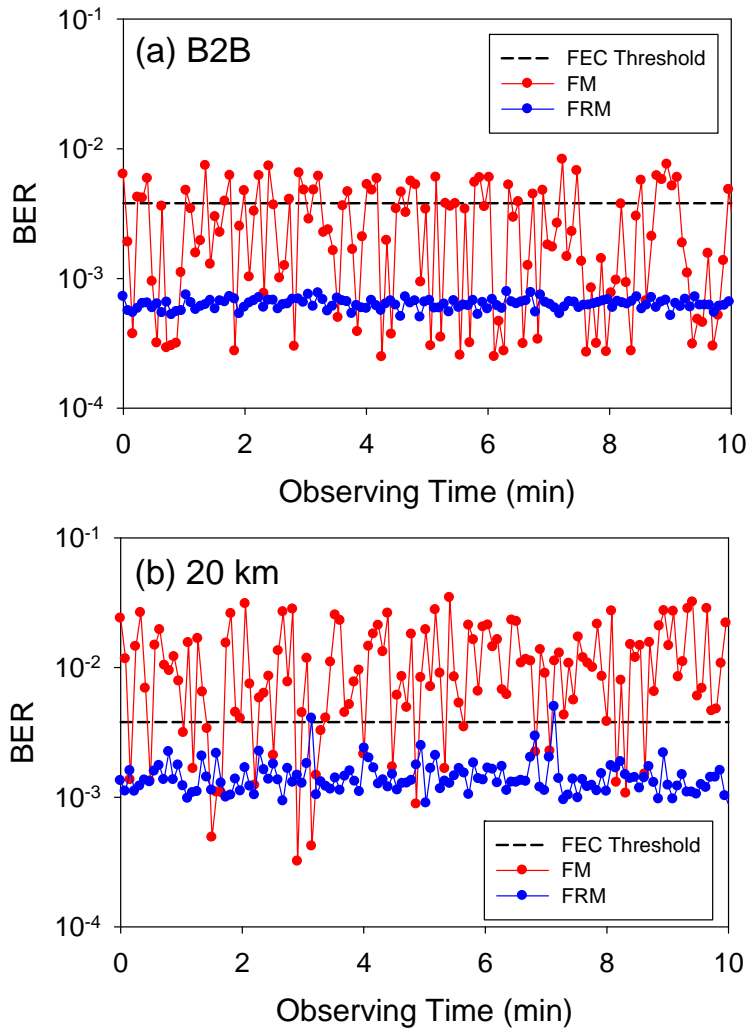 (a) B2B
FEC Threshold
FM
FRM
BER
10⁻¹
10⁻²
10⁻³
10⁻⁴
0 2 4 6 8 10
Observing Time (min)
(b) 20 km
BER
10⁻¹
10⁻²
10⁻³
10⁻⁴
FEC Threshold
FM
FRM
0 2 4 6 8 10
Observing Time (min)